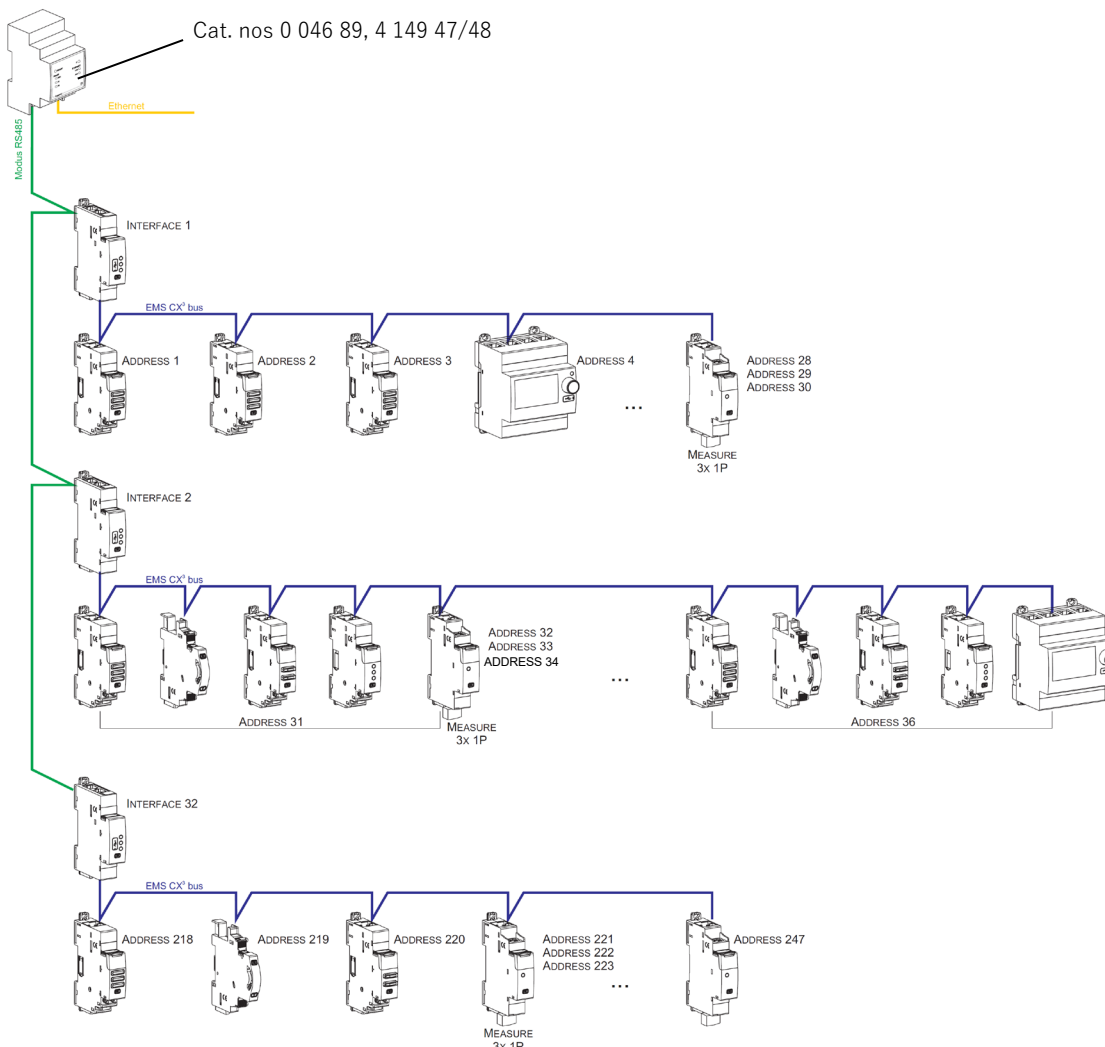 Cat. nos 0 046 89, 4 149 47/48
Ethernet
Modus RS485
INTERFACE 1
EMS CX³ bus
ADDRESS 1
ADDRESS 2
ADDRESS 3
ADDRESS 4
ADDRESS 28
ADDRESS 29
ADDRESS 30
...
MEASURE
3X 1P
INTERFACE 2
EMS CX³ bus
ADDRESS 32
ADDRESS 33
ADDRESS 34
...
ADDRESS 31
MEASURE
3X 1P
ADDRESS 36
INTERFACE 32
EMS CX³ bus
ADDRESS 218
ADDRESS 219
ADDRESS 220
ADDRESS 221
ADDRESS 222
ADDRESS 223
ADDRESS 247
...
MEASURE
3X 1P